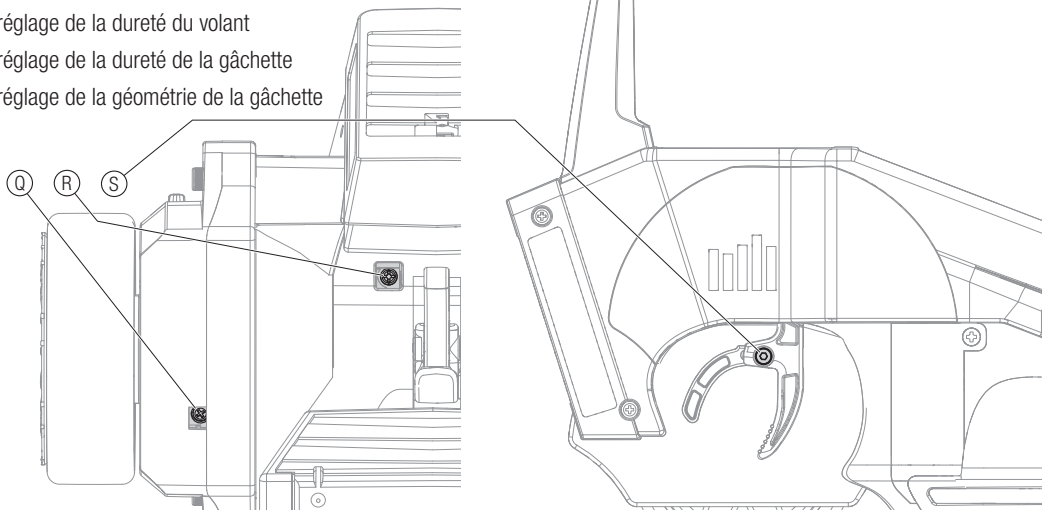 réglage de la dureté du volant
réglage de la dureté de la gâchette
réglage de la géométrie de la gâchette
Q R S